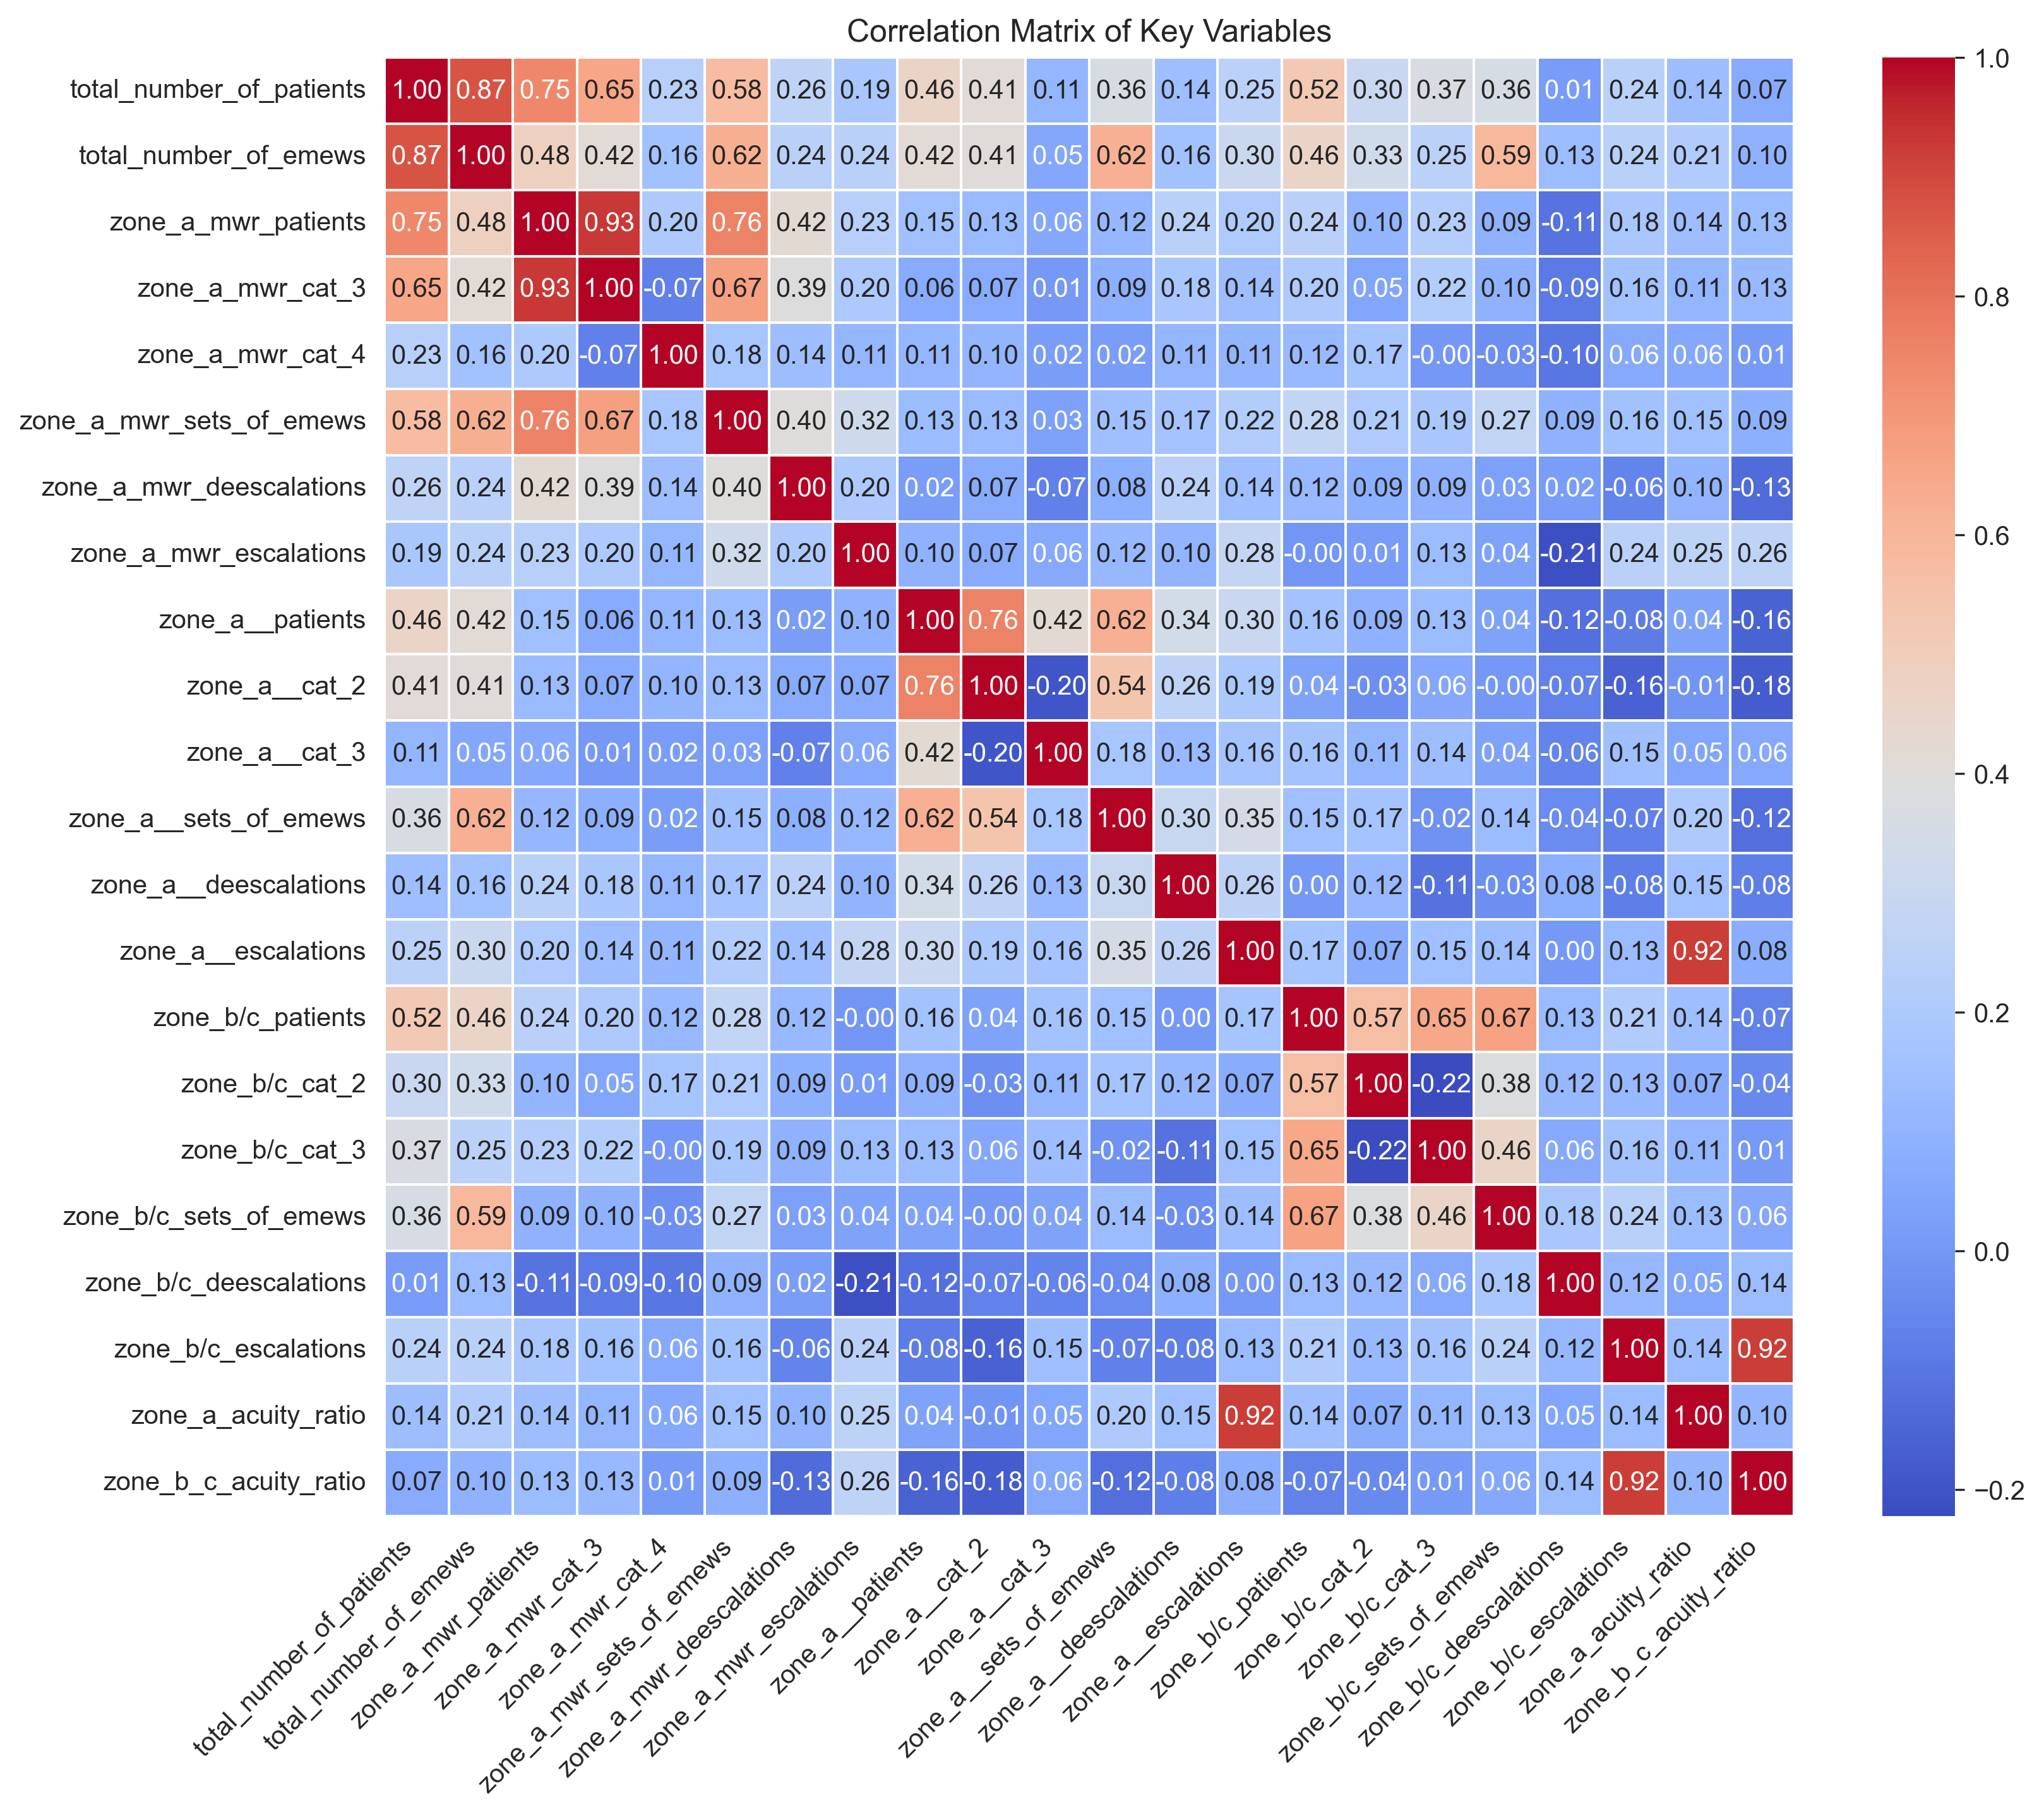 Correlation Matrix of Key Variables
total_number_of_patients 1.00 0.87 0.75 0.65 0.23 0.58 0.26 0.19 0.46 0.41 0.11 0.36 0.14 0.25 0.52 0.30 0.37 0.36 0.01 0.24 0.14 0.07
total_number_of_emews 0.87 1.00 0.48 0.42 0.16 0.62 0.24 0.24 0.42 0.41 0.05 0.62 0.16 0.30 0.46 0.33 0.25 0.59 0.13 0.24 0.21 0.10
zone_a_mwr_patients 0.75 0.48 1.00 0.93 0.20 0.76 0.42 0.23 0.15 0.13 0.06 0.12 0.24 0.20 0.24 0.10 0.23 0.09 -0.11 0.18 0.14 0.13
zone_a_mwr_cat_3 0.65 0.42 0.93 1.00 -0.07 0.67 0.39 0.20 0.06 0.07 0.01 0.09 0.18 0.14 0.20 0.05 0.22 0.10 -0.09 0.16 0.11 0.13
zone_a_mwr_cat_4 0.23 0.16 0.20 -0.07 1.00 0.18 0.14 0.11 0.11 0.10 0.02 0.02 0.11 0.11 0.12 0.17 -0.00 -0.03 -0.10 0.06 0.06 0.01
zone_a_mwr_sets_of_emews 0.58 0.62 0.76 0.67 0.18 1.00 0.40 0.32 0.13 0.13 0.03 0.15 0.17 0.22 0.28 0.21 0.19 0.27 0.09 0.16 0.15 0.09
zone_a_mwr_deescalations 0.26 0.24 0.42 0.39 0.14 0.40 1.00 0.20 0.02 0.07 -0.07 0.08 0.24 0.14 0.12 0.09 0.09 0.03 0.02 -0.06 0.10 -0.13
zone_a_mwr_escalations 0.19 0.24 0.23 0.20 0.11 0.32 0.20 1.00 0.10 0.07 0.06 0.12 0.10 0.28 -0.00 0.01 0.13 0.04 -0.21 0.24 0.25 0.26
zone_a__patients 0.46 0.42 0.15 0.06 0.11 0.13 0.02 0.10 1.00 0.76 0.42 0.62 0.34 0.30 0.16 0.09 0.13 0.04 -0.12 -0.08 0.04 -0.16
zone_a__cat_2 0.41 0.41 0.13 0.07 0.10 0.13 0.07 0.07 0.76 1.00 -0.20 0.54 0.26 0.19 0.04 -0.03 0.06 -0.00 -0.07 -0.16 -0.01 -0.18
zone_a__cat_3 0.11 0.05 0.06 0.01 0.02 0.03 -0.07 0.06 0.42 -0.20 1.00 0.18 0.13 0.16 0.16 0.11 0.14 0.04 -0.06 0.15 0.05 0.06
zone_a__sets_of_emews 0.36 0.62 0.12 0.09 0.02 0.15 0.08 0.12 0.62 0.54 0.18 1.00 0.30 0.35 0.15 0.17 -0.02 0.14 -0.04 -0.07 0.20 -0.12
zone_a__deescalations 0.14 0.16 0.24 0.18 0.11 0.17 0.24 0.10 0.34 0.26 0.13 0.30 1.00 0.26 0.00 0.12 -0.11 -0.03 0.08 -0.08 0.15 -0.08
zone_a__escalations 0.25 0.30 0.20 0.14 0.11 0.22 0.14 0.28 0.30 0.19 0.16 0.35 0.26 1.00 0.17 0.07 0.15 0.14 0.00 0.13 0.92 0.08
zone_b/c_patients 0.52 0.46 0.24 0.20 0.12 0.28 0.12 -0.00 0.16 0.04 0.16 0.15 0.00 0.17 1.00 0.57 0.65 0.67 0.13 0.21 0.14 -0.07
zone_b/c_cat_2 0.30 0.33 0.10 0.05 0.17 0.21 0.09 0.01 0.09 -0.03 0.11 0.17 0.12 0.07 0.57 1.00 -0.22 0.38 0.12 0.13 0.07 -0.04
zone_b/c_cat_3 0.37 0.25 0.23 0.22 -0.00 0.19 0.09 0.13 0.13 0.06 0.14 -0.02 -0.11 0.15 0.65 -0.22 1.00 0.46 0.06 0.16 0.11 0.01
zone_b/c_sets_of_emews 0.36 0.59 0.09 0.10 -0.03 0.27 0.03 0.04 0.04 -0.00 0.04 0.14 -0.03 0.14 0.67 0.38 0.46 1.00 0.18 0.24 0.13 0.06
zone_b/c_deescalations 0.01 0.13 -0.11 -0.09 -0.10 0.09 0.02 -0.21 -0.12 -0.07 -0.06 -0.04 0.08 0.00 0.13 0.12 0.06 0.18 1.00 0.12 0.05 0.14
zone_b/c_escalations 0.24 0.24 0.18 0.16 0.06 0.16 -0.06 0.24 -0.08 -0.16 0.15 -0.07 -0.08 0.13 0.21 0.13 0.16 0.24 0.12 1.00 0.14 0.92
zone_a_acuity_ratio 0.14 0.21 0.14 0.11 0.06 0.15 0.10 0.25 0.04 -0.01 0.05 0.20 0.15 0.92 0.14 0.07 0.11 0.13 0.05 0.14 1.00 0.10
zone_b_c_acuity_ratio 0.07 0.10 0.13 0.13 0.01 0.09 -0.13 0.26 -0.16 -0.18 0.06 -0.12 -0.08 0.08 -0.07 -0.04 0.01 0.06 0.14 0.92 0.10 1.00
total_number_of_patients
total_number_of_emews
zone_a_mwr_patients
zone_a_mwr_cat_3
zone_a_mwr_cat_4
zone_a_mwr_sets_of_emews
zone_a_mwr_deescalations
zone_a_mwr_escalations
zone_a__patients
zone_a__cat_2
zone_a__cat_3
zone_a__sets_of_emews
zone_a__deescalations
zone_a__escalations
zone_b/c_patients
zone_b/c_cat_2
zone_b/c_cat_3
zone_b/c_sets_of_emews
zone_b/c_deescalations
zone_b/c_escalations
zone_a_acuity_ratio
zone_b_c_acuity_ratio
1.0
0.8
0.6
0.4
0.2
0.0
−0.2